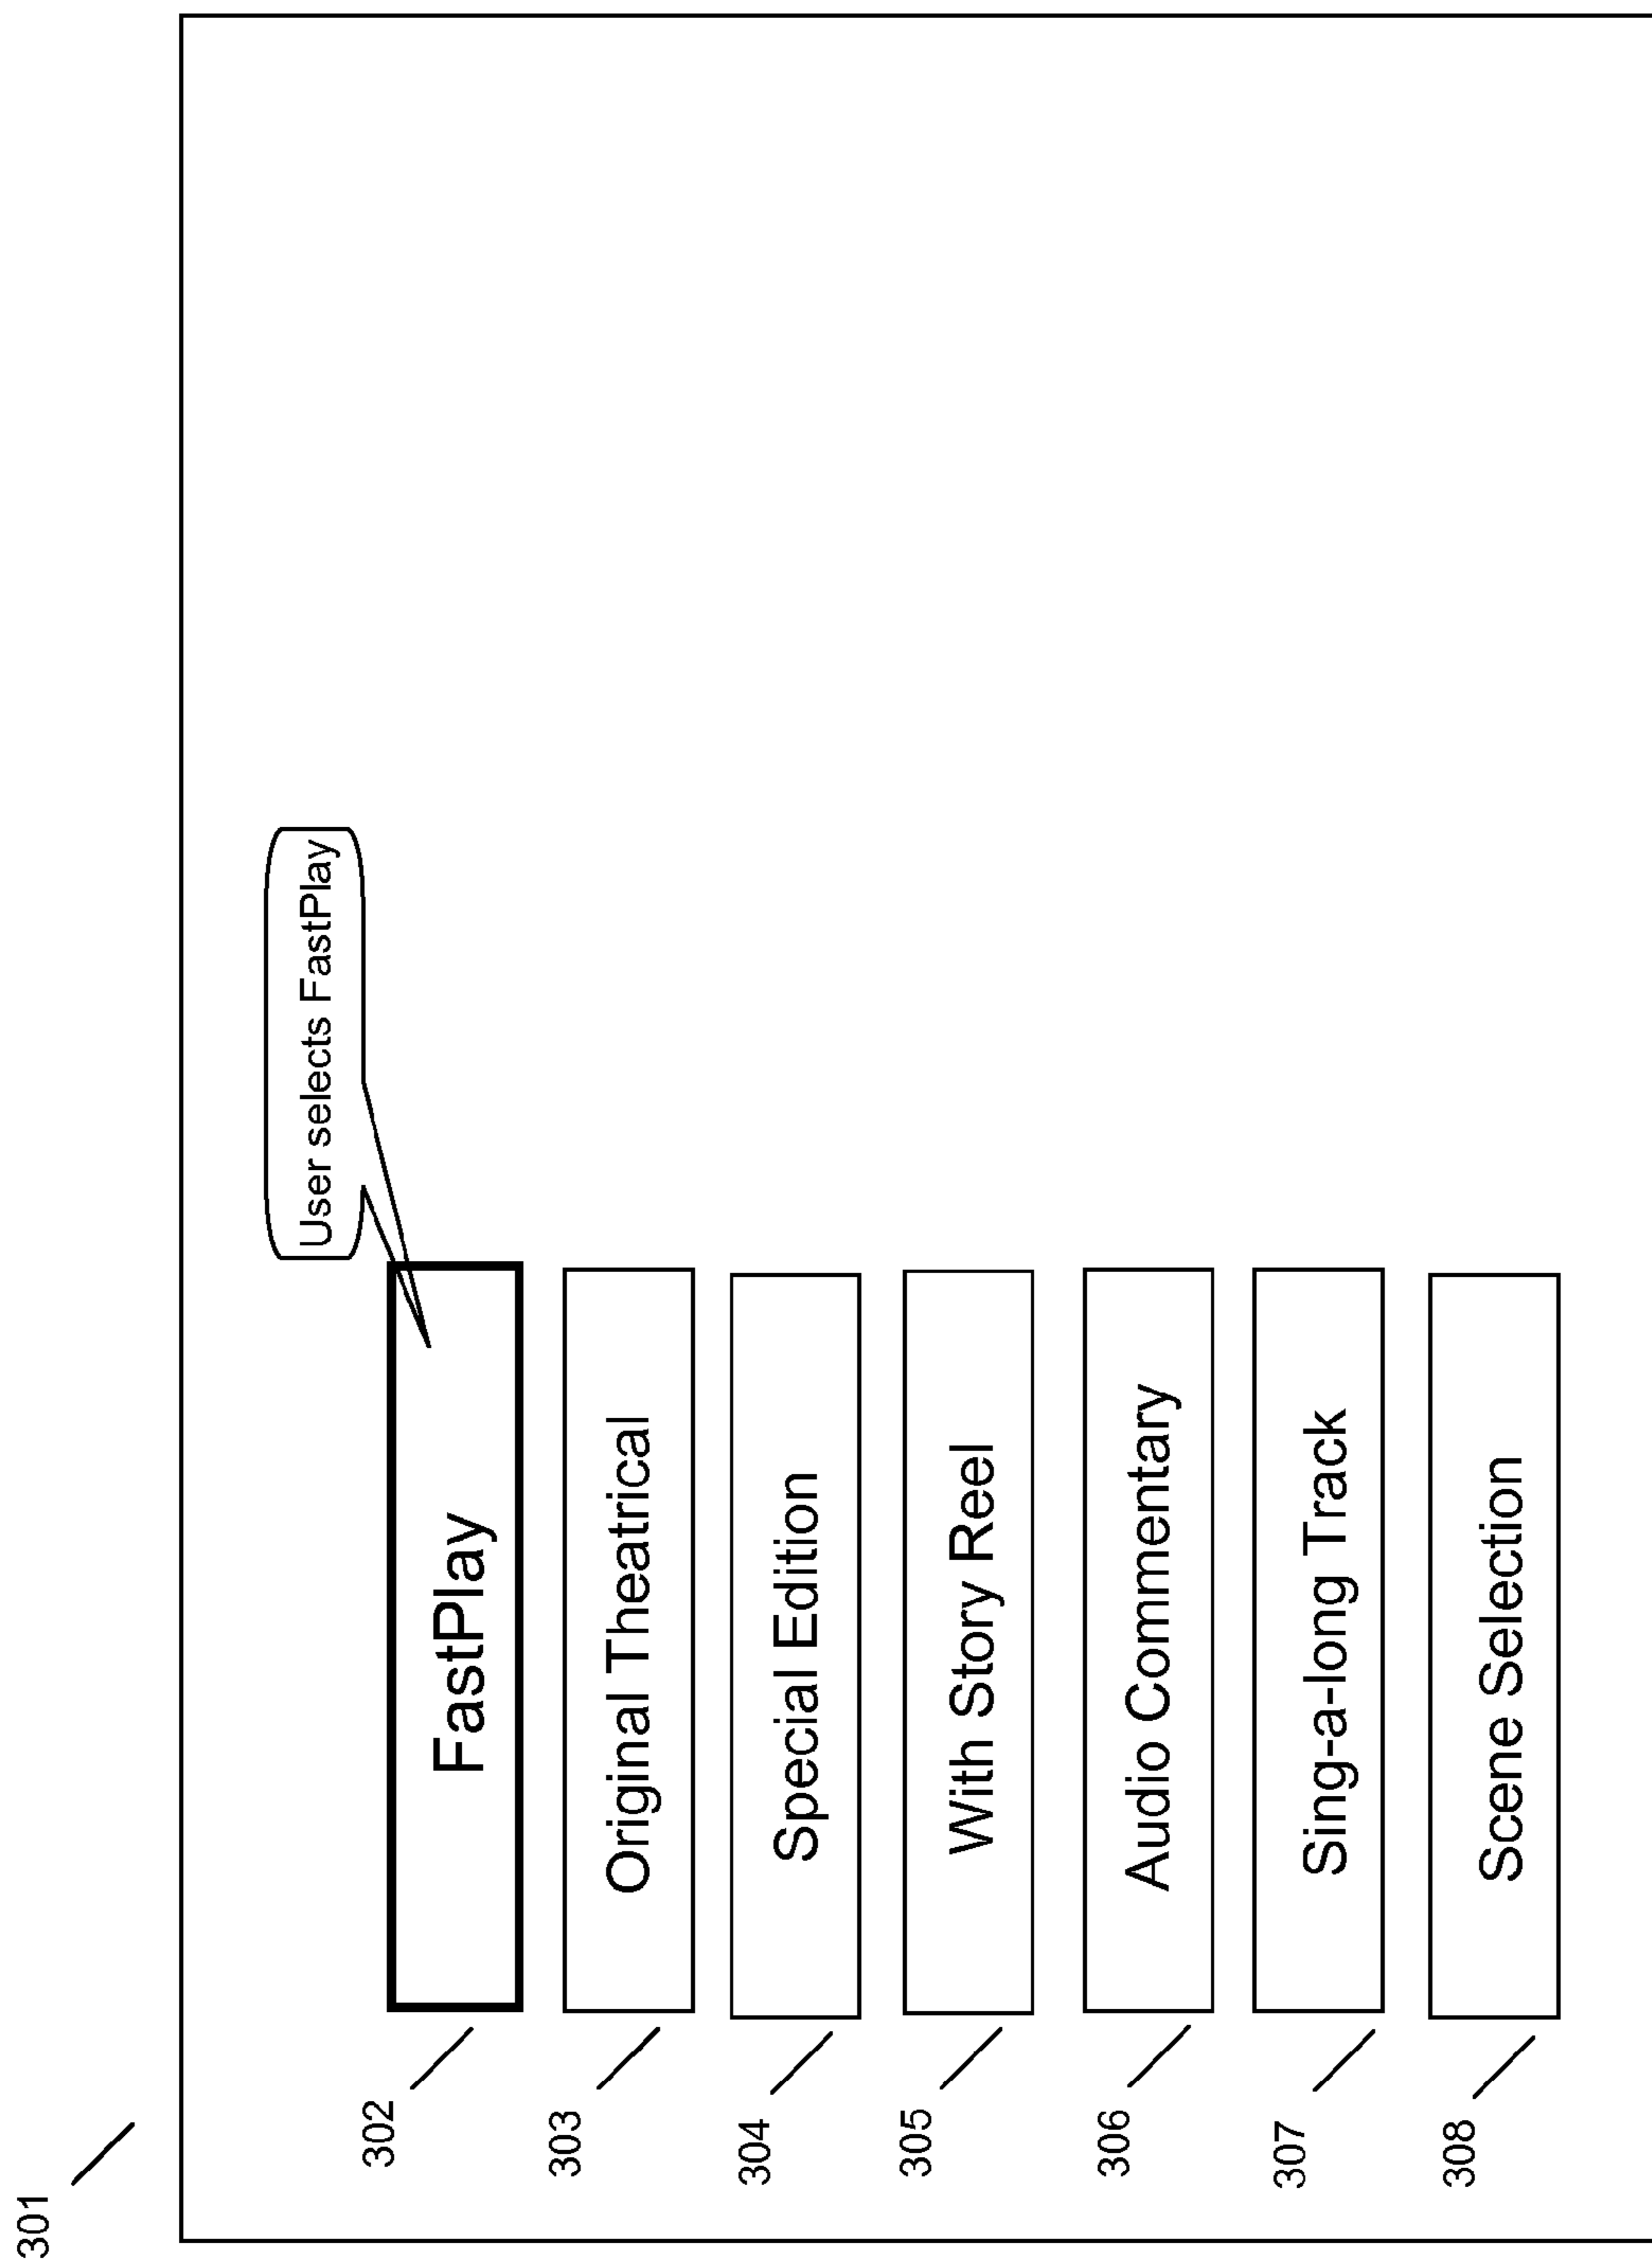 301
User selects FastPlay
302
FastPlay
303
Original Theatrical
304
Special Edition
305
With Story Reel
306
Audio Commentary
307
Sing-a-long Track
308
Scene Selection